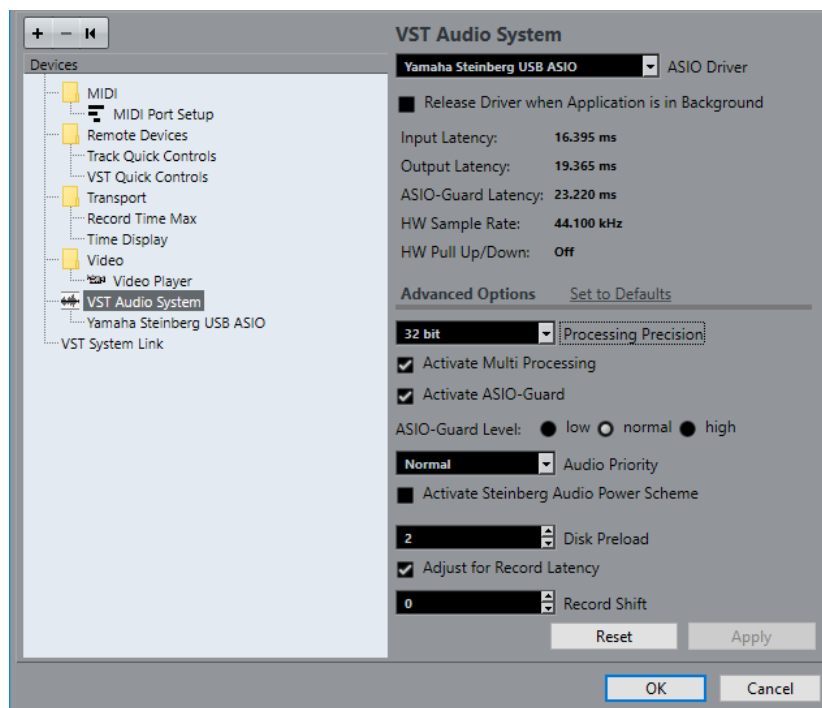 Devices
MIDI
MIDI Port Setup
Remote Devices
Track Quick Controls
VST Quick Controls
Transport
Record Time Max
Time Display
Video
Video Player
VST Audio System
Yamaha Steinberg USB ASIO
VST System Link
VST Audio System
Yamaha Steinberg USB ASIO ASIO Driver
Release Driver when Application is in Background
Input Latency: 16.395 ms
Output Latency: 19.365 ms
ASIO-Guard Latency: 23.220 ms
HW Sample Rate: 44.100 kHz
HW Pull Up/Down: Off
Advanced Options Set to Defaults
32 bit Processing Precision
Activate Multi Processing
Activate ASIO-Guard
ASIO-Guard Level: low normal high
Normal Audio Priority
Activate Steinberg Audio Power Scheme
2 Disk Preload
Adjust for Record Latency
0 Record Shift
Reset Apply
OK Cancel